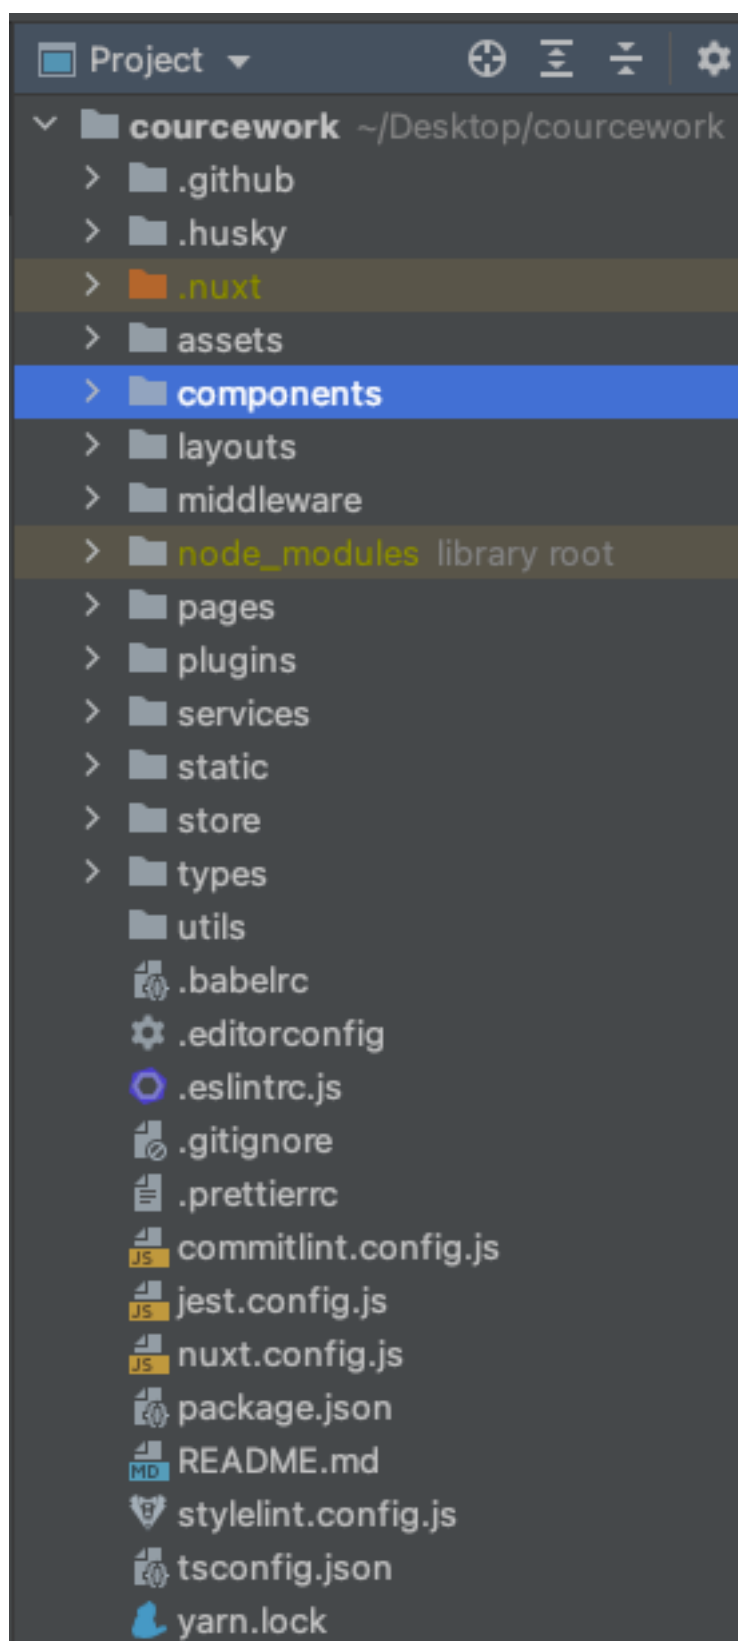 Project
courcework ~/Desktop/courcework
.github
.husky
.nuxt
assets
components
layouts
middleware
node_modules library root
pages
plugins
services
static
store
types
utils
.babelrc
.editorconfig
.eslintrc.js
.gitignore
.prettierrc
commitlint.config.js
jest.config.js
nuxt.config.js
package.json
README.md
stylelint.config.js
tsconfig.json
yarn.lock